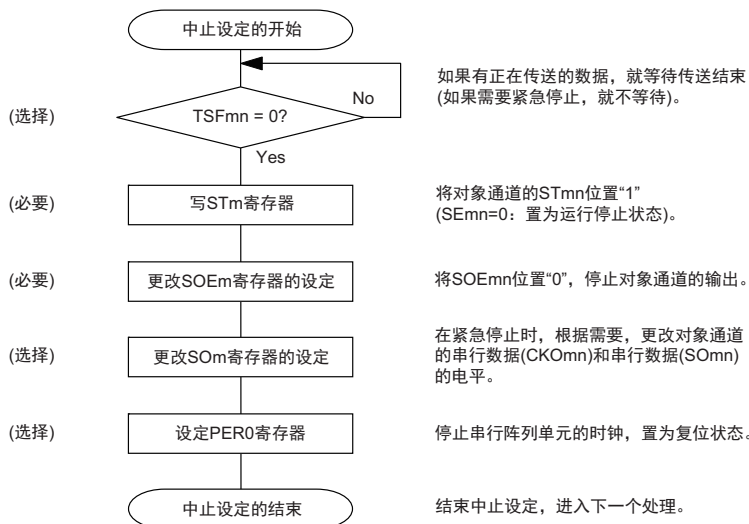 中止设定的开始
如果有正在传送的数据，就等待传送结束
(如果需要紧急停止，就不等待)。
(选择)
TSFmn = 0?
No
Yes
(必要)
写STm寄存器
将对象通道的STmn位置“1”
(SEmn=0：置为运行停止状态)。
(必要)
更改SOEm寄存器的设定
将SOEmn位置“0”，停止对象通道的输出。
(选择)
更改SOm寄存器的设定
在紧急停止时，根据需要，更改对象通道
的串行数据(CKOmn)和串行数据(SOmn)
的电平。
(选择)
设定PER0寄存器
停止串行阵列单元的时钟，置为复位状态。
中止设定的结束
结束中止设定，进入下一个处理。